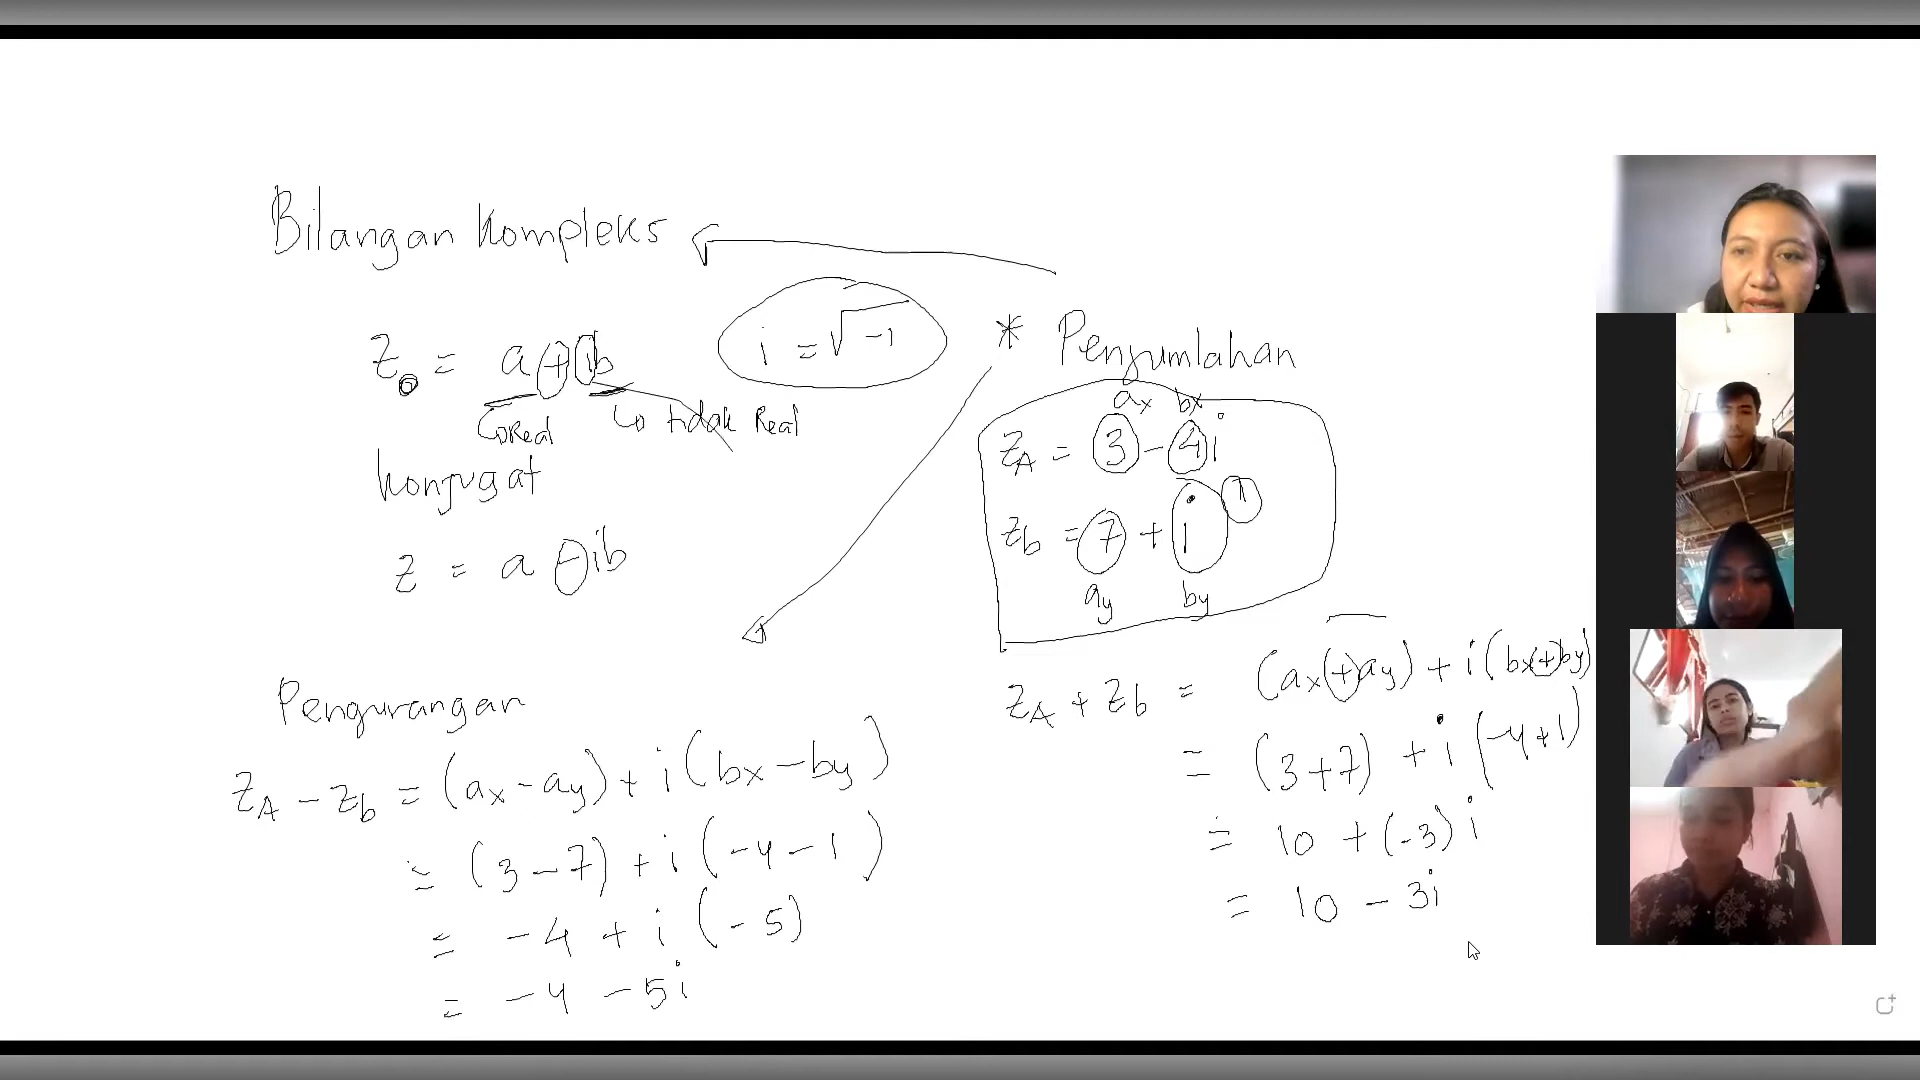 Bilangan Kompleks
z = a + ib
Real
tidak Real
i = √-1
konjugat
z = a - ib
* Penjumlahan
ax bx
zA = 3 - 4i
zb = 7 + i 1
ay by
zA + zb = (ax + ay) + i (bx + by)
= (3+7) + i (-4+1)
= 10 + (-3) i
= 10 - 3i
Pengurangan
zA - zb = (ax - ay) + i (bx - by)
= (3 - 7) + i (-4 - 1)
= -4 + i (-5)
= -4 - 5i